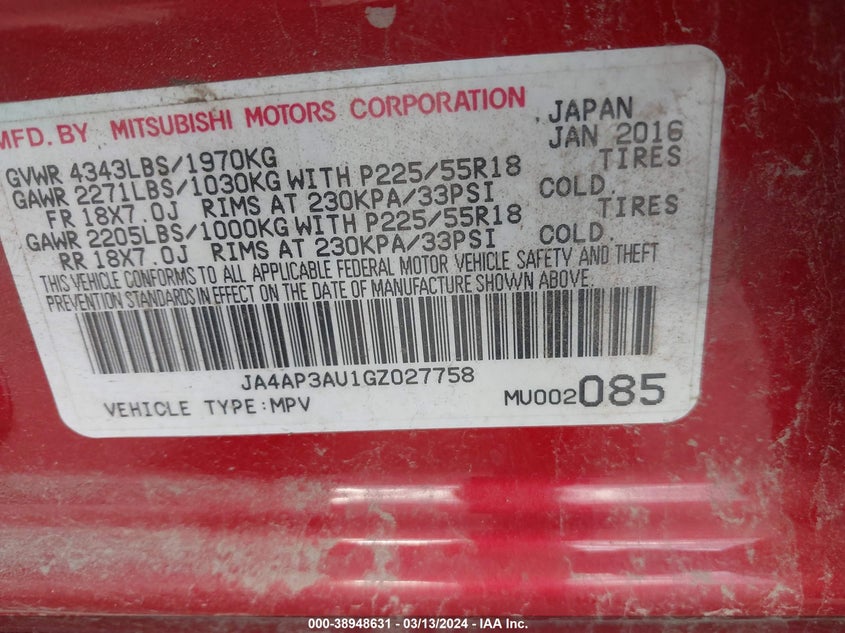 MFD. BY MITSUBISHI MOTORS CORPORATION JAPAN
JAN 2016
GVWR 4343LBS/1970KG
GAWR 2271LBS/1030KG WITH P225/55R18 TIRES
FR 18X7.0J RIMS AT 230KPA/33PSI COLD.
GAWR 2205LBS/1000KG WITH P225/55R18 TIRES
RR 18X7.0J RIMS AT 230KPA/33PSI COLD.
THIS VEHICLE CONFORMS TO ALL APPLICABLE FEDERAL MOTOR VEHICLE SAFETY AND THEFT
PREVENTION STANDARDS IN EFFECT ON THE DATE OF MANUFACTURE SHOWN ABOVE.
JA4AP3AU1GZ027758
VEHICLE TYPE:MPV MU002085
000-38948631 - 03/13/2024 - IAA Inc.